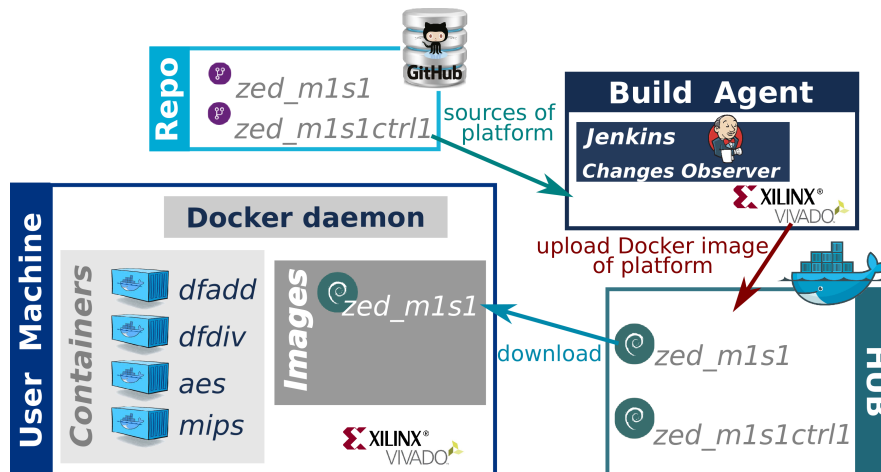 GitHub
Repo
zed_m1s1
zed_m1s1ctrl1
sources of
platform
Build Agent
Jenkins
Changes Observer
XILINX®
VIVADO
upload Docker image
of platform
User Machine
Docker daemon
Containers
dfadd
dfdiv
aes
mips
Images
zed_m1s1
XILINX®
VIVADO
download
HUB
zed_m1s1
zed_m1s1ctrl1